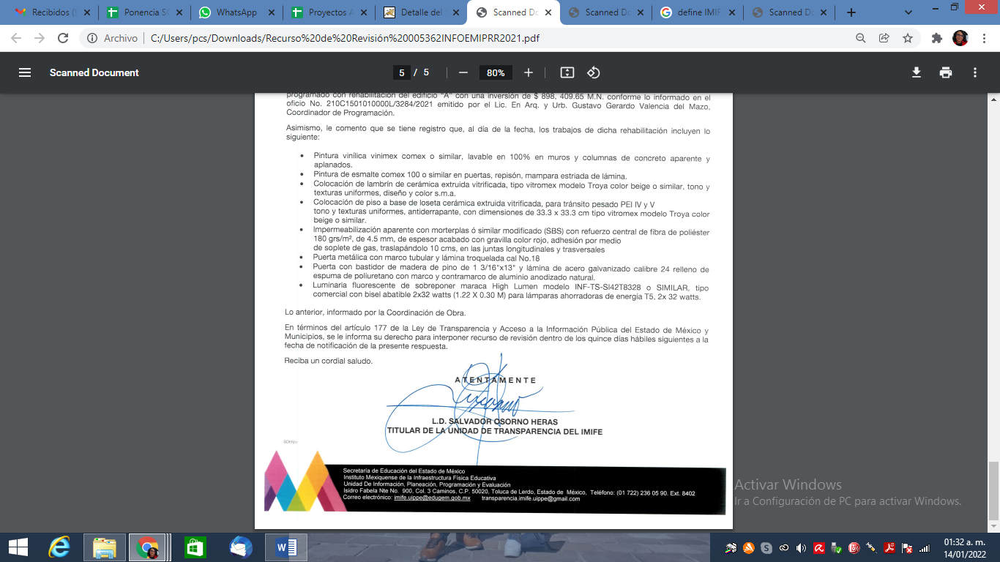 Recibidos (
Ponencia SC
WhatsApp
Proyectos A
Detalle del
Scanned Do
Scanned Do
define IMIF
Scanned Do
Archivo
C:/Users/pcs/Downloads/Recurso%20de%20Revisión%20005362INFOEMIPRR2021.pdf
Scanned Document
5 / 5
80%
programado con rehabilitación del edificio "A" con una inversión de $ 898, 409.65 M.N. conforme lo informado en el
oficio No. 210C1501010000L/3284/2021 emitido por el Lic. En Arq. y Urb. Gustavo Gerardo Valencia del Mazo,
Coordinador de Programación.
Asimismo, le comento que se tiene registro que, al día de la fecha, los trabajos de dicha rehabilitación incluyen lo
siguiente:
• Pintura vinílica vinimex comex o similar, lavable en 100% en muros y columnas de concreto aparente y
aplanados.
• Pintura de esmalte comex 100 o similar en puertas, repisón, mampara estriada de lámina.
• Colocación de lambrín de cerámica extruida vitrificada, tipo vitromex modelo Troya color beige o similar, tono y
texturas uniformes, diseño y color s.m.a.
• Colocación de piso a base de loseta cerámica extruida vitrificada, para tránsito pesado PEI IV y V
tono y texturas uniformes, antiderrapante, con dimensiones de 33.3 x 33.3 cm tipo vitromex modelo Troya color
beige o similar.
• Impermeabilización aparente con morterplas ó similar modificado (SBS) con refuerzo central de fibra de poliéster
180 grs/m², de 4.5 mm, de espesor acabado con gravilla color rojo, adhesión por medio
de soplete de gas, traslapándolo 10 cms, en las juntas longitudinales y trasversales
• Puerta metálica con marco tubular y lámina troquelada cal No.18
• Puerta con bastidor de madera de pino de 1 3/16"x13" y lámina de acero galvanizado calibre 24 relleno de
espuma de poliuretano con marco y contramarco de aluminio anodizado natural.
• Luminaria fluorescente de sobreponer maraca High Lumen modelo INF-TS-SI42T8328 o SIMILAR, tipo
comercial con bisel abatible 2x32 watts (1.22 X 0.30 M) para lámparas ahorradoras de energía T5, 2x 32 watts.
Lo anterior, informado por la Coordinación de Obra.
En términos del artículo 177 de la Ley de Transparencia y Acceso a la Información Pública del Estado de México y
Municipios, se le informa su derecho para interponer recurso de revisión dentro de los quince días hábiles siguientes a la
fecha de notificación de la presente respuesta.
Reciba un cordial saludo.
A T E N T A M E N T E
L.D. SALVADOR OSORNO HERAS
TITULAR DE LA UNIDAD DE TRANSPARENCIA DEL IMIFE
Secretaría de Educación del Estado de México
Instituto Mexiquense de la Infraestructura Física Educativa
Unidad De Información, Planeación, Programación y Evaluación
Isidro Fabela Nte No. 900, Col. 3 Caminos, C.P. 50020, Toluca de Lerdo, Estado de México, Teléfono: (01 722) 236 05 90. Ext. 8402
Correo electrónico: imife.uippe@edugem.gob.mx transparencia.imife.uippe@gmail.com
Activar Windows
Ir a Configuración de PC para activar Windows.
01:32 a. m.
14/01/2022